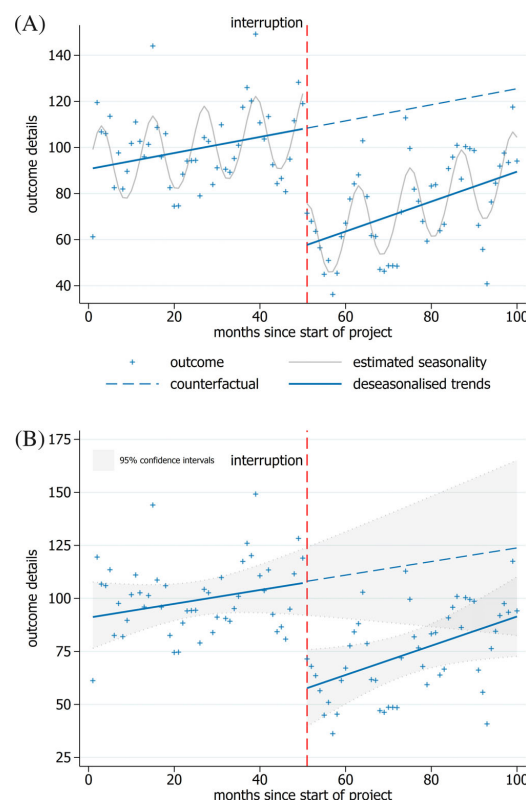 (A)
interruption
140
120
100
80
60
40
outcome details
0 20 40 60 80 100
months since start of project
outcome estimated seasonality
counterfactual deseasonalised trends
(B)
175
95% confidence intervals interruption
150
125
100
75
50
25
outcome details
0 20 40 60 80 100
months since start of project